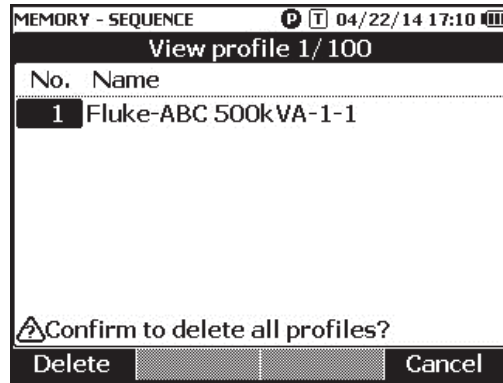 MEMORY - SEQUENCE P T 04/22/14 17:10
View profile 1/100
No. Name
1 Fluke-ABC 500kVA-1-1
Confirm to delete all profiles?
Delete Cancel